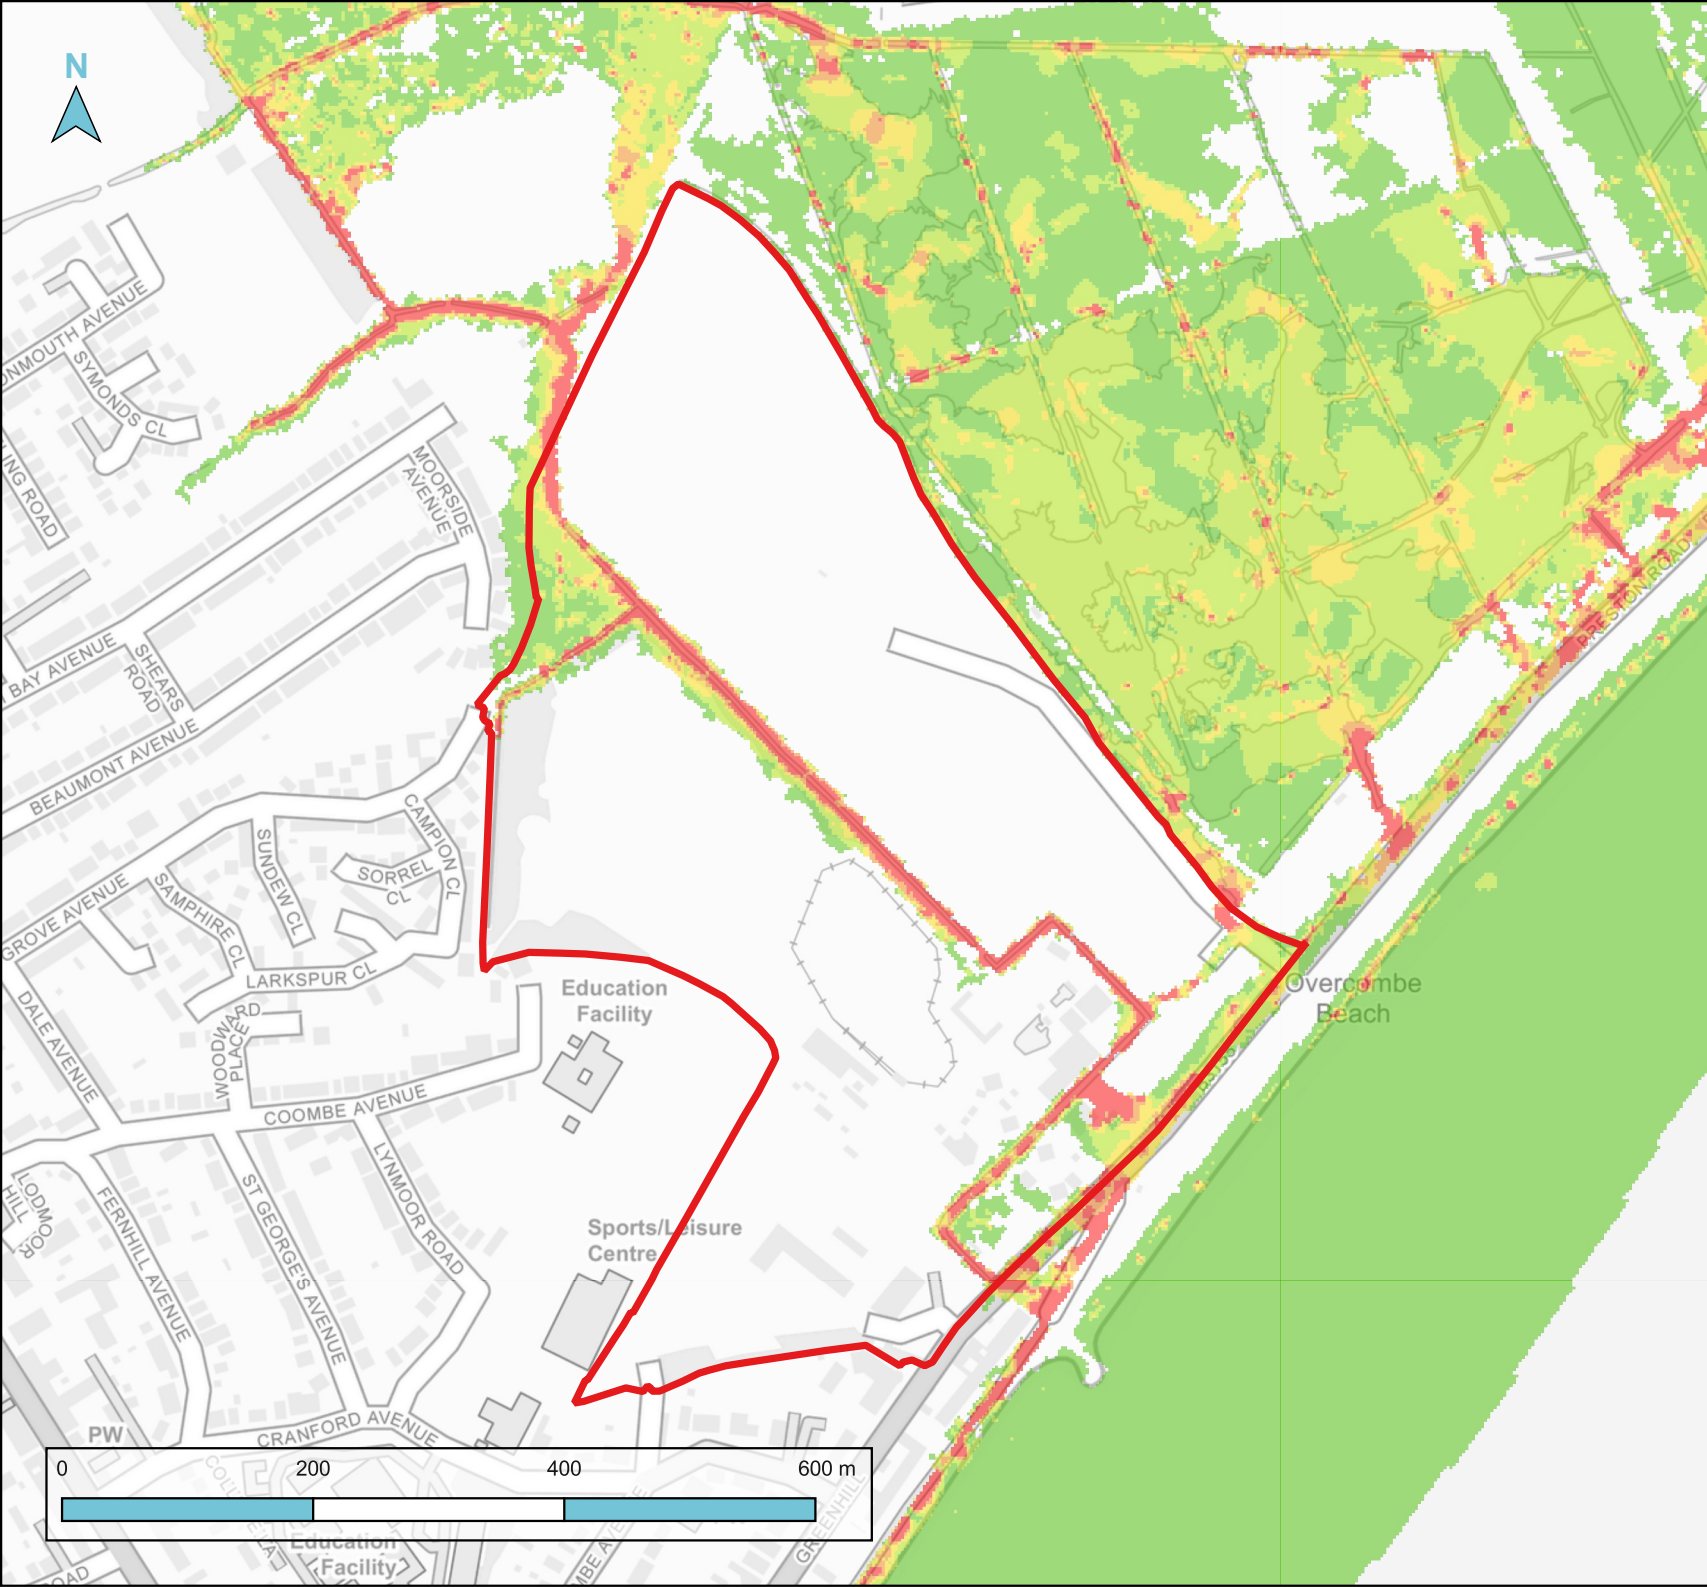 N
ONMOUTH AVENUE
SYMONDS CL
LING ROAD
MOORSIDE
AVENUE
BAY AVENUE
SHEARS
ROAD
BEAUMONT AVENUE
PRESTON ROAD
CAMPION CL
SUNDEW CL
SORREL
CL
SAMPHIRE CL
GROVE AVENUE
LARKSPUR CL
DALE AVENUE
WOODWARD
PLACE
Education
Facility
Overcombe
Beach
COOMBE AVENUE
LYNMOOR ROAD
ST GEORGE'S AVENUE
FERNHILL AVENUE
LODMOOR
HILL
Sports/Leisure
Centre
PW
CRANFORD AVENUE
0
200
400
600 m
GREENHILL
Education
Facility
OAD